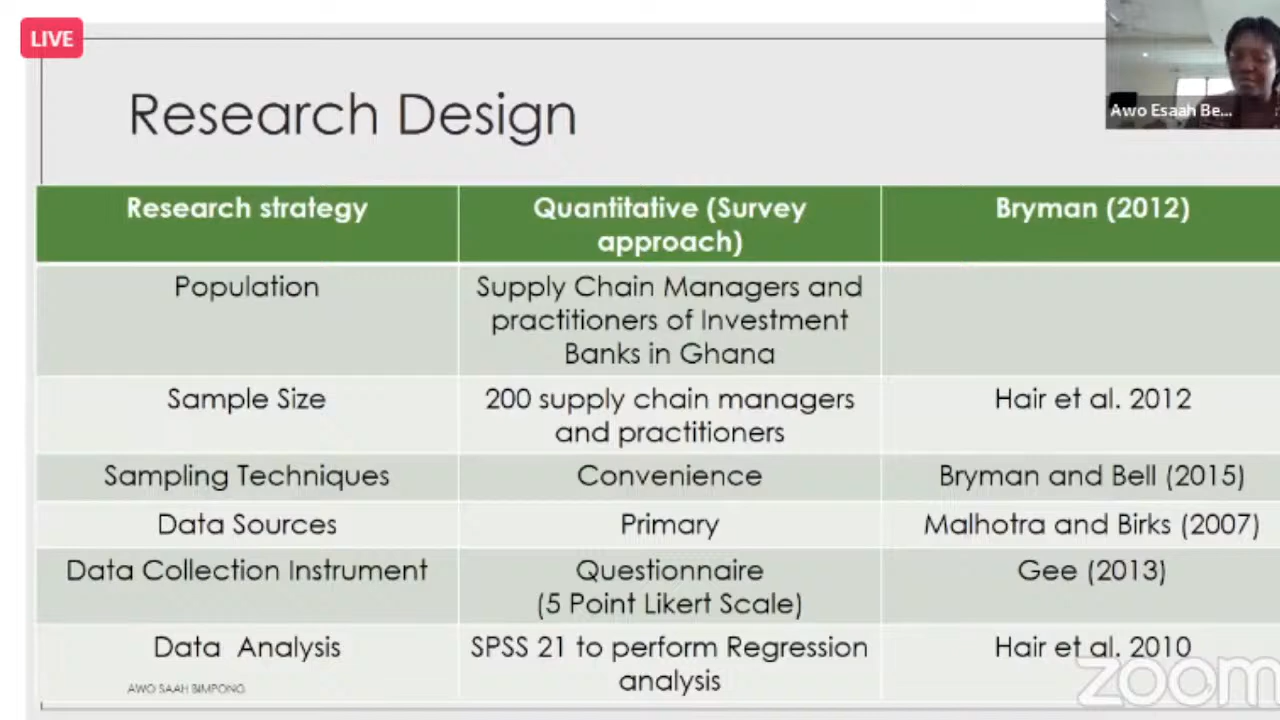 LIVE
Awo Esaah Be...
Research Design
Research strategy
Quantitative (Survey
approach)
Bryman (2012)
Population
Supply Chain Managers and
practitioners of Investment
Banks in Ghana
Sample Size
200 supply chain managers
and practitioners
Hair et al. 2012
Sampling Techniques
Convenience
Bryman and Bell (2015)
Data Sources
Primary
Malhotra and Birks (2007)
Data Collection Instrument
Questionnaire
(5 Point Likert Scale)
Gee (2013)
Data Analysis
SPSS 21 to perform Regression
analysis
Hair et al. 2010
AWO SAAH BIMPONG
zoom